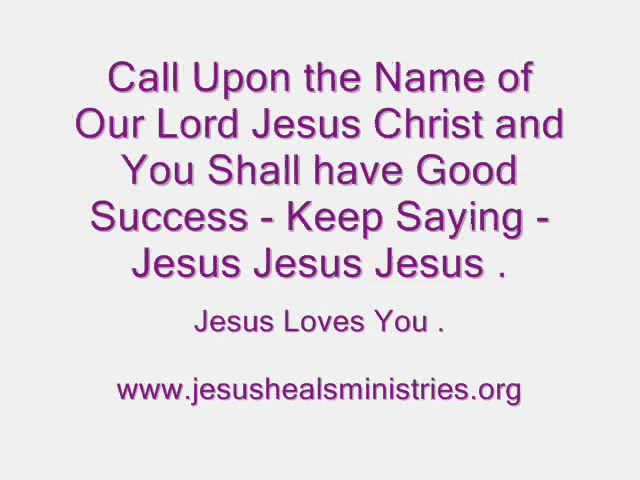 Call Upon the Name of
Our Lord Jesus Christ and
You Shall have Good
Success - Keep Saying -
Jesus Jesus Jesus .
Jesus Loves You .
www.jesushealsministries.org